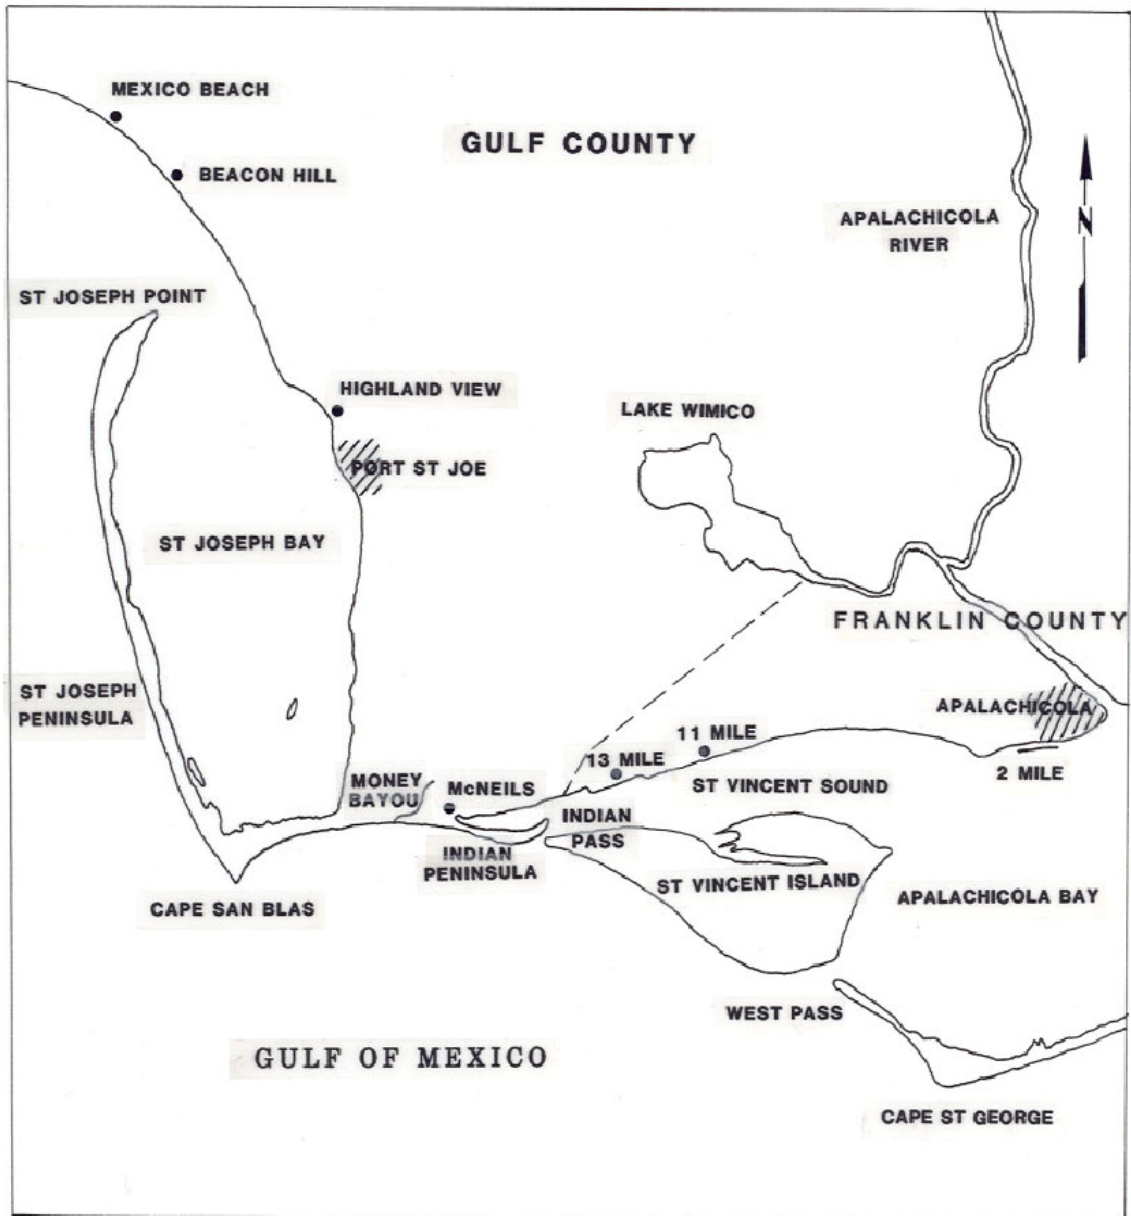 MEXICO BEACH
GULF COUNTY
BEACON HILL
APALACHICOLA
RIVER
N
ST JOSEPH POINT
HIGHLAND VIEW
LAKE WIMICO
PORT ST JOE
ST JOSEPH BAY
FRANKLIN COUNTY
ST JOSEPH
PENINSULA
APALACHICOLA
11 MILE
13 MILE
2 MILE
MONEY
BAYOU
McNEILS
ST VINCENT SOUND
INDIAN
PASS
INDIAN
PENINSULA
ST VINCENT ISLAND
APALACHICOLA BAY
CAPE SAN BLAS
WEST PASS
GULF OF MEXICO
CAPE ST GEORGE